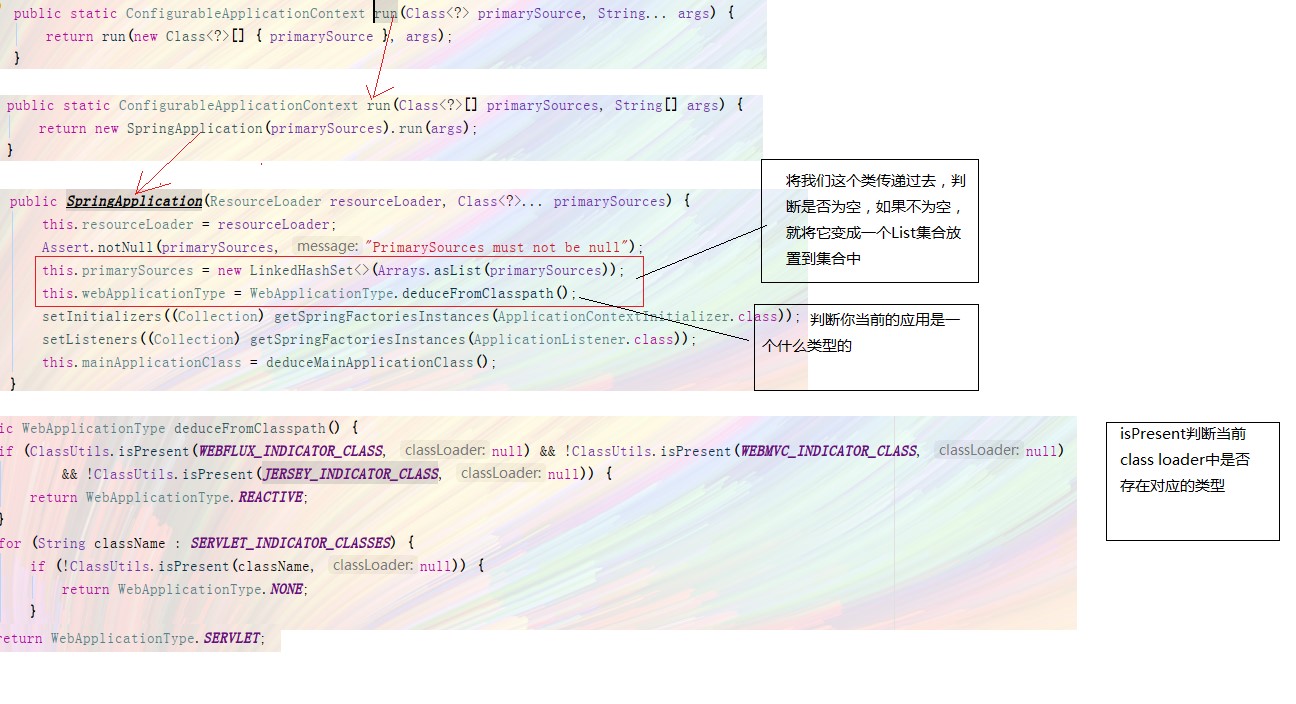 public static ConfigurableApplicationContext run(Class<?> primarySource, String... args) {
return run(new Class<?>[] { primarySource }, args);
}
public static ConfigurableApplicationContext run(Class<?>[] primarySources, String[] args) {
return new SpringApplication(primarySources).run(args);
}
public SpringApplication(ResourceLoader resourceLoader, Class<?>... primarySources) {
this.resourceLoader = resourceLoader;
Assert.notNull(primarySources, message: "PrimarySources must not be null");
this.primarySources = new LinkedHashSet<>(Arrays.asList(primarySources));
this.webApplicationType = WebApplicationType.deduceFromClasspath();
setInitializers((Collection) getSpringFactoriesInstances(ApplicationContextInitializer.class));
setListeners((Collection) getSpringFactoriesInstances(ApplicationListener.class));
this.mainApplicationClass = deduceMainApplicationClass();
}
将我们这个类传递过去，判
断是否为空，如果不为空，
就将它变成一个List集合放
置到集合中
判断你当前的应用是一
个什么类型的
ic WebApplicationType deduceFromClasspath() {
if (ClassUtils.isPresent(WEBFLUX_INDICATOR_CLASS, classLoader: null) && !ClassUtils.isPresent(WEBMVC_INDICATOR_CLASS, classLoader: null)
&& !ClassUtils.isPresent(JERSEY_INDICATOR_CLASS, classLoader: null)) {
return WebApplicationType.REACTIVE;
}
for (String className : SERVLET_INDICATOR_CLASSES) {
if (!ClassUtils.isPresent(className, classLoader: null)) {
return WebApplicationType.NONE;
}
return WebApplicationType.SERVLET;
isPresent判断当前
class loader中是否
存在对应的类型